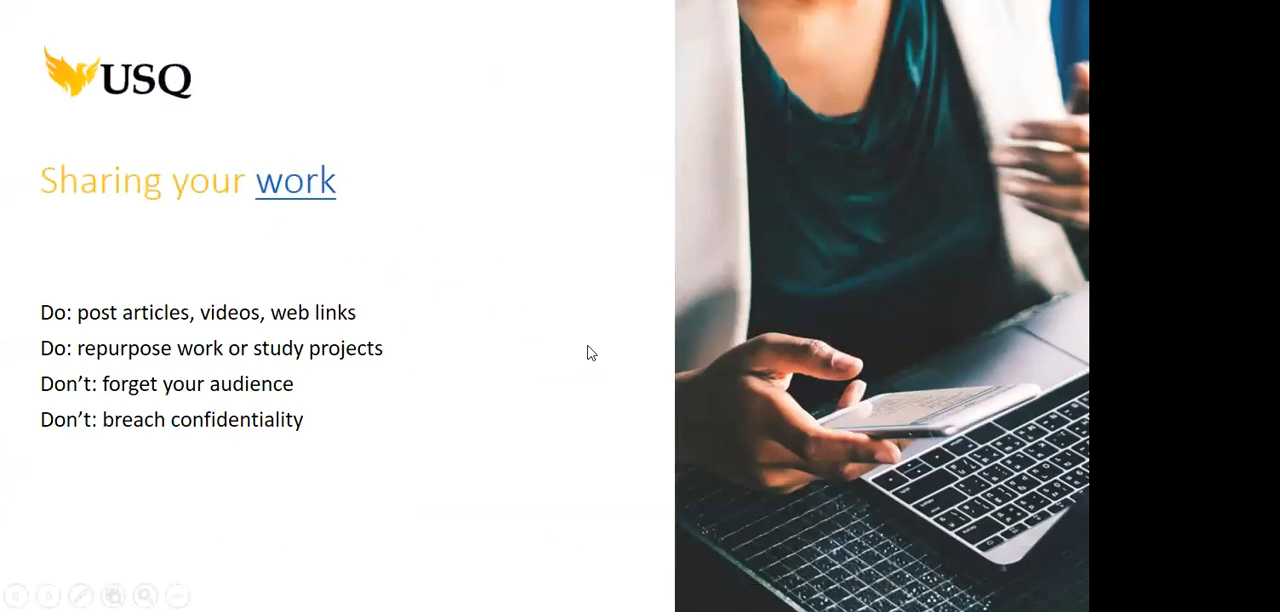 USQ
Sharing your work
Do: post articles, videos, web links
Do: repurpose work or study projects
Don’t: forget your audience
Don’t: breach confidentiality